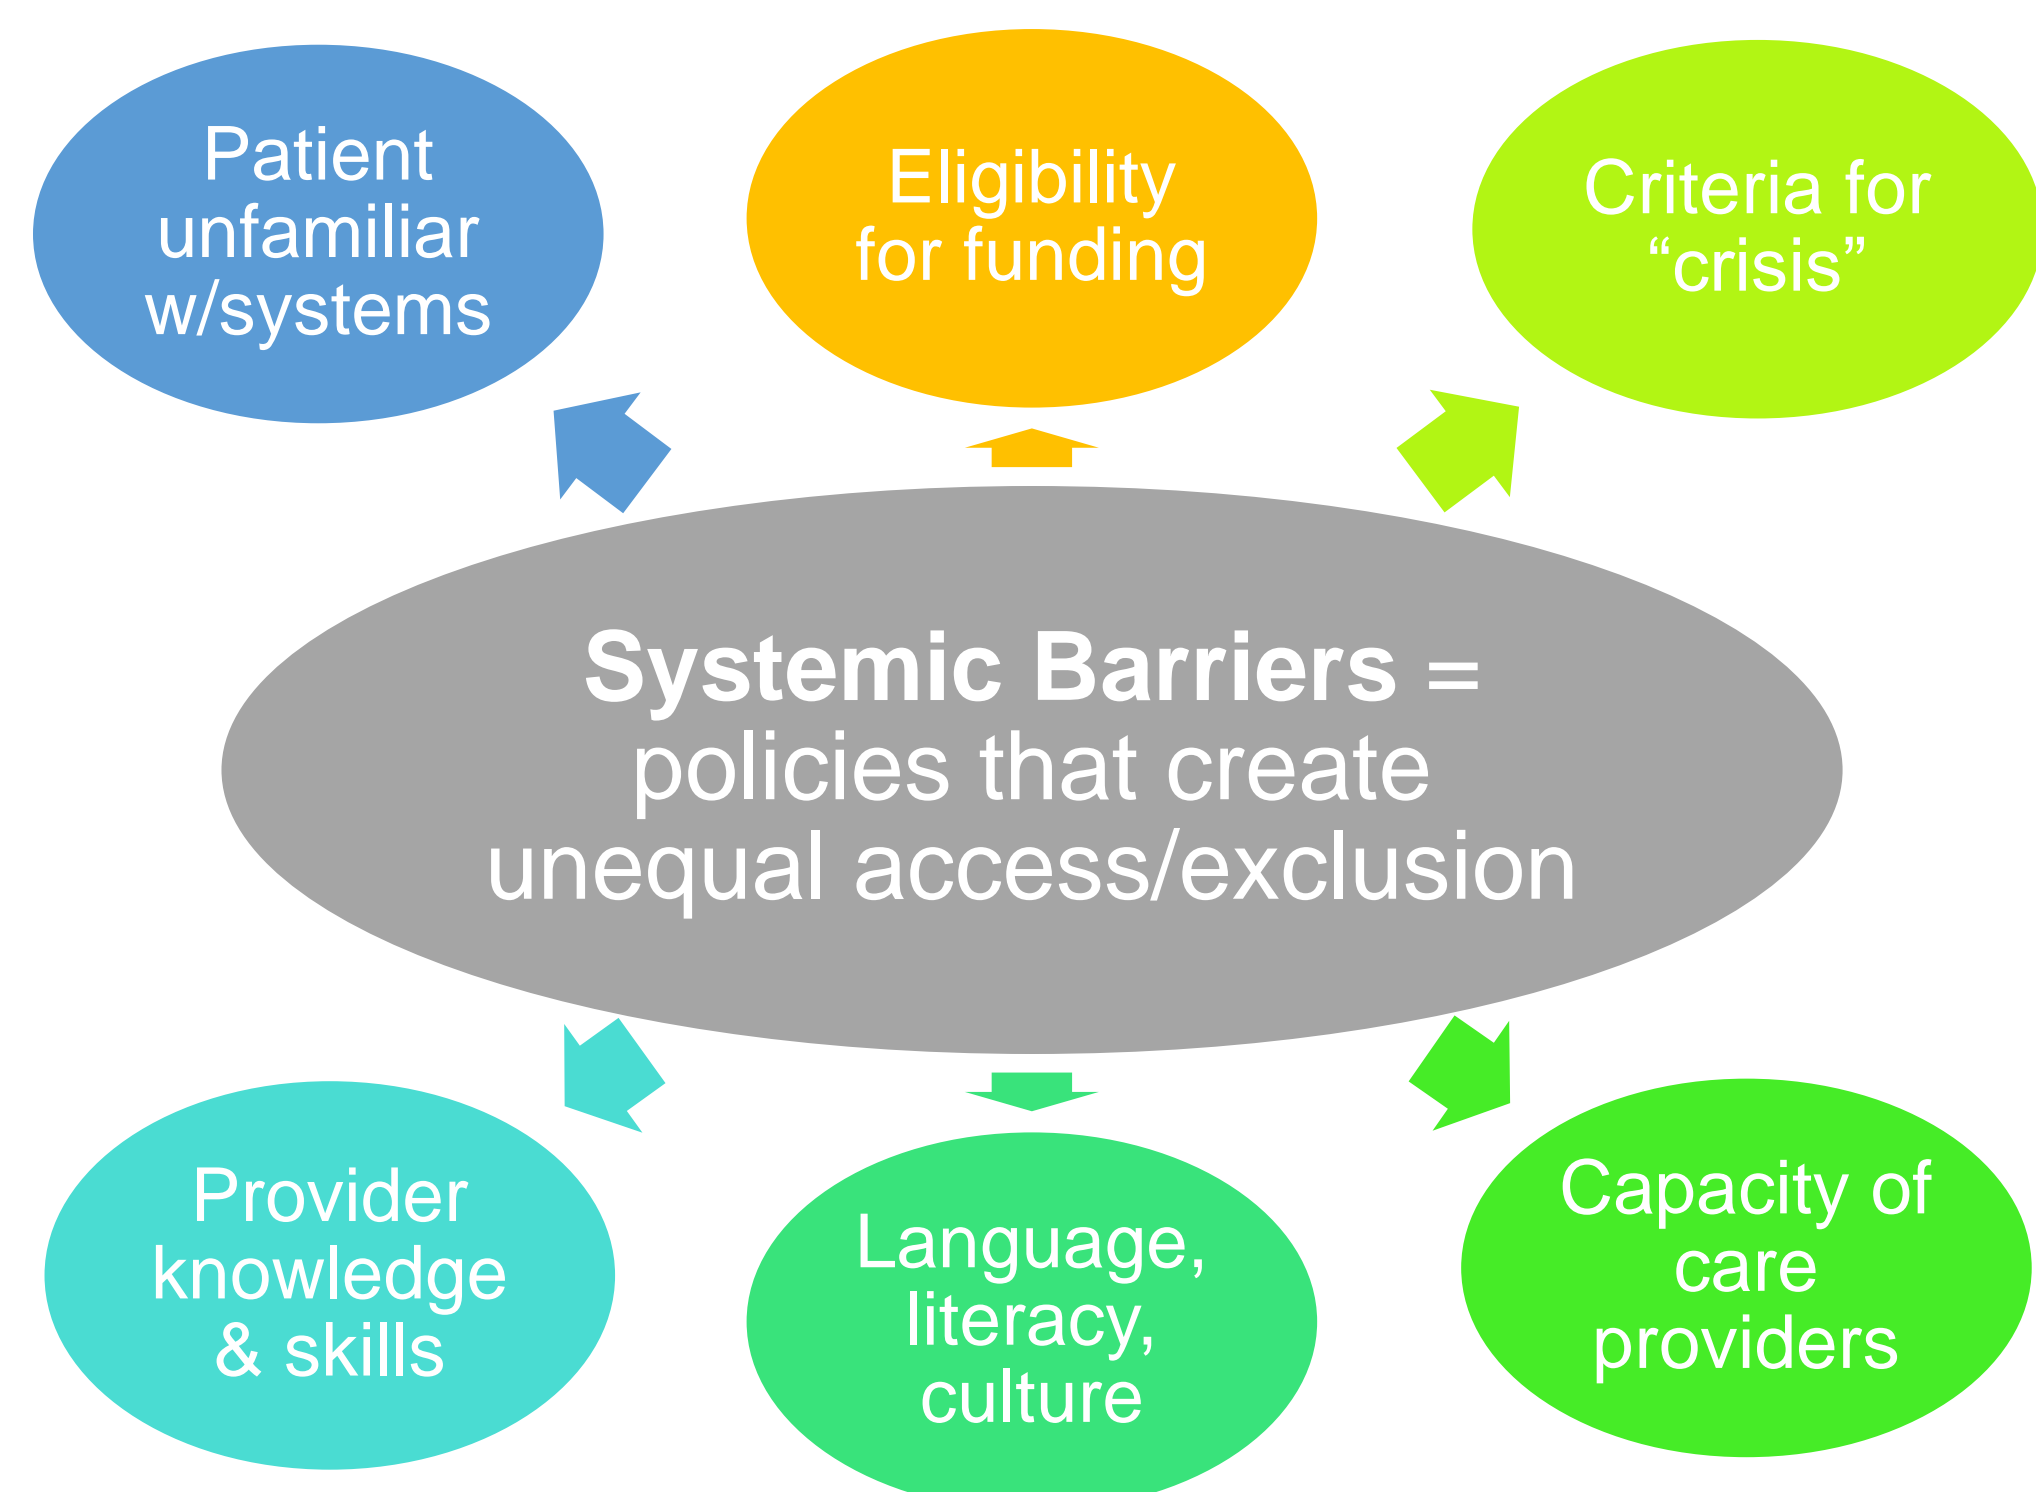 Patient
unfamiliar
w/systems
Eligibility
for funding
Criteria for
“crisis”
Systemic Barriers =
policies that create
unequal access/exclusion
Provider
knowledge
& skills
Language,
literacy,
culture
Capacity of
care
providers